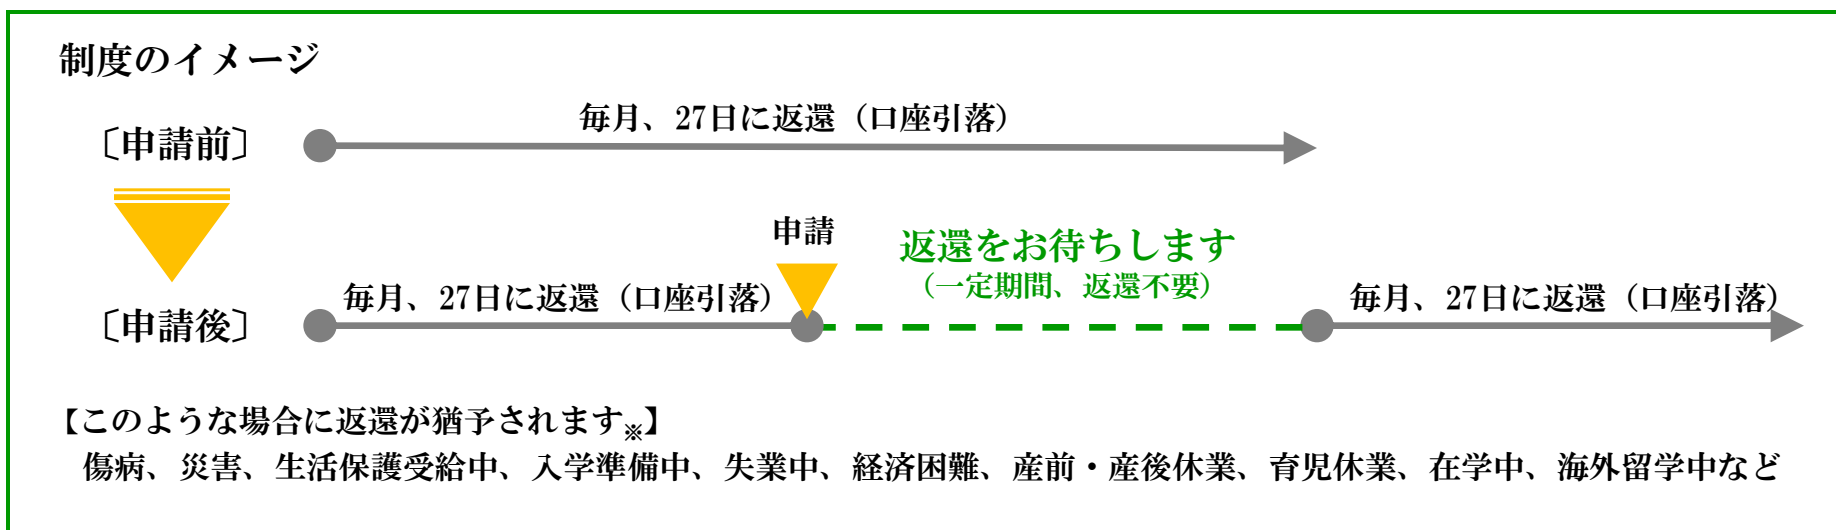 制度のイメージ
毎月、27日に返還（口座引落）
〔申請前〕
申請
返還をお待ちします
（一定期間、返還不要）
毎月、27日に返還（口座引落）
毎月、27日に返還（口座引落）
〔申請後〕
【このような場合に返還が猶予されます※】
傷病、災害、生活保護受給中、入学準備中、失業中、経済困難、産前・産後休業、育児休業、在学中、海外留学中など